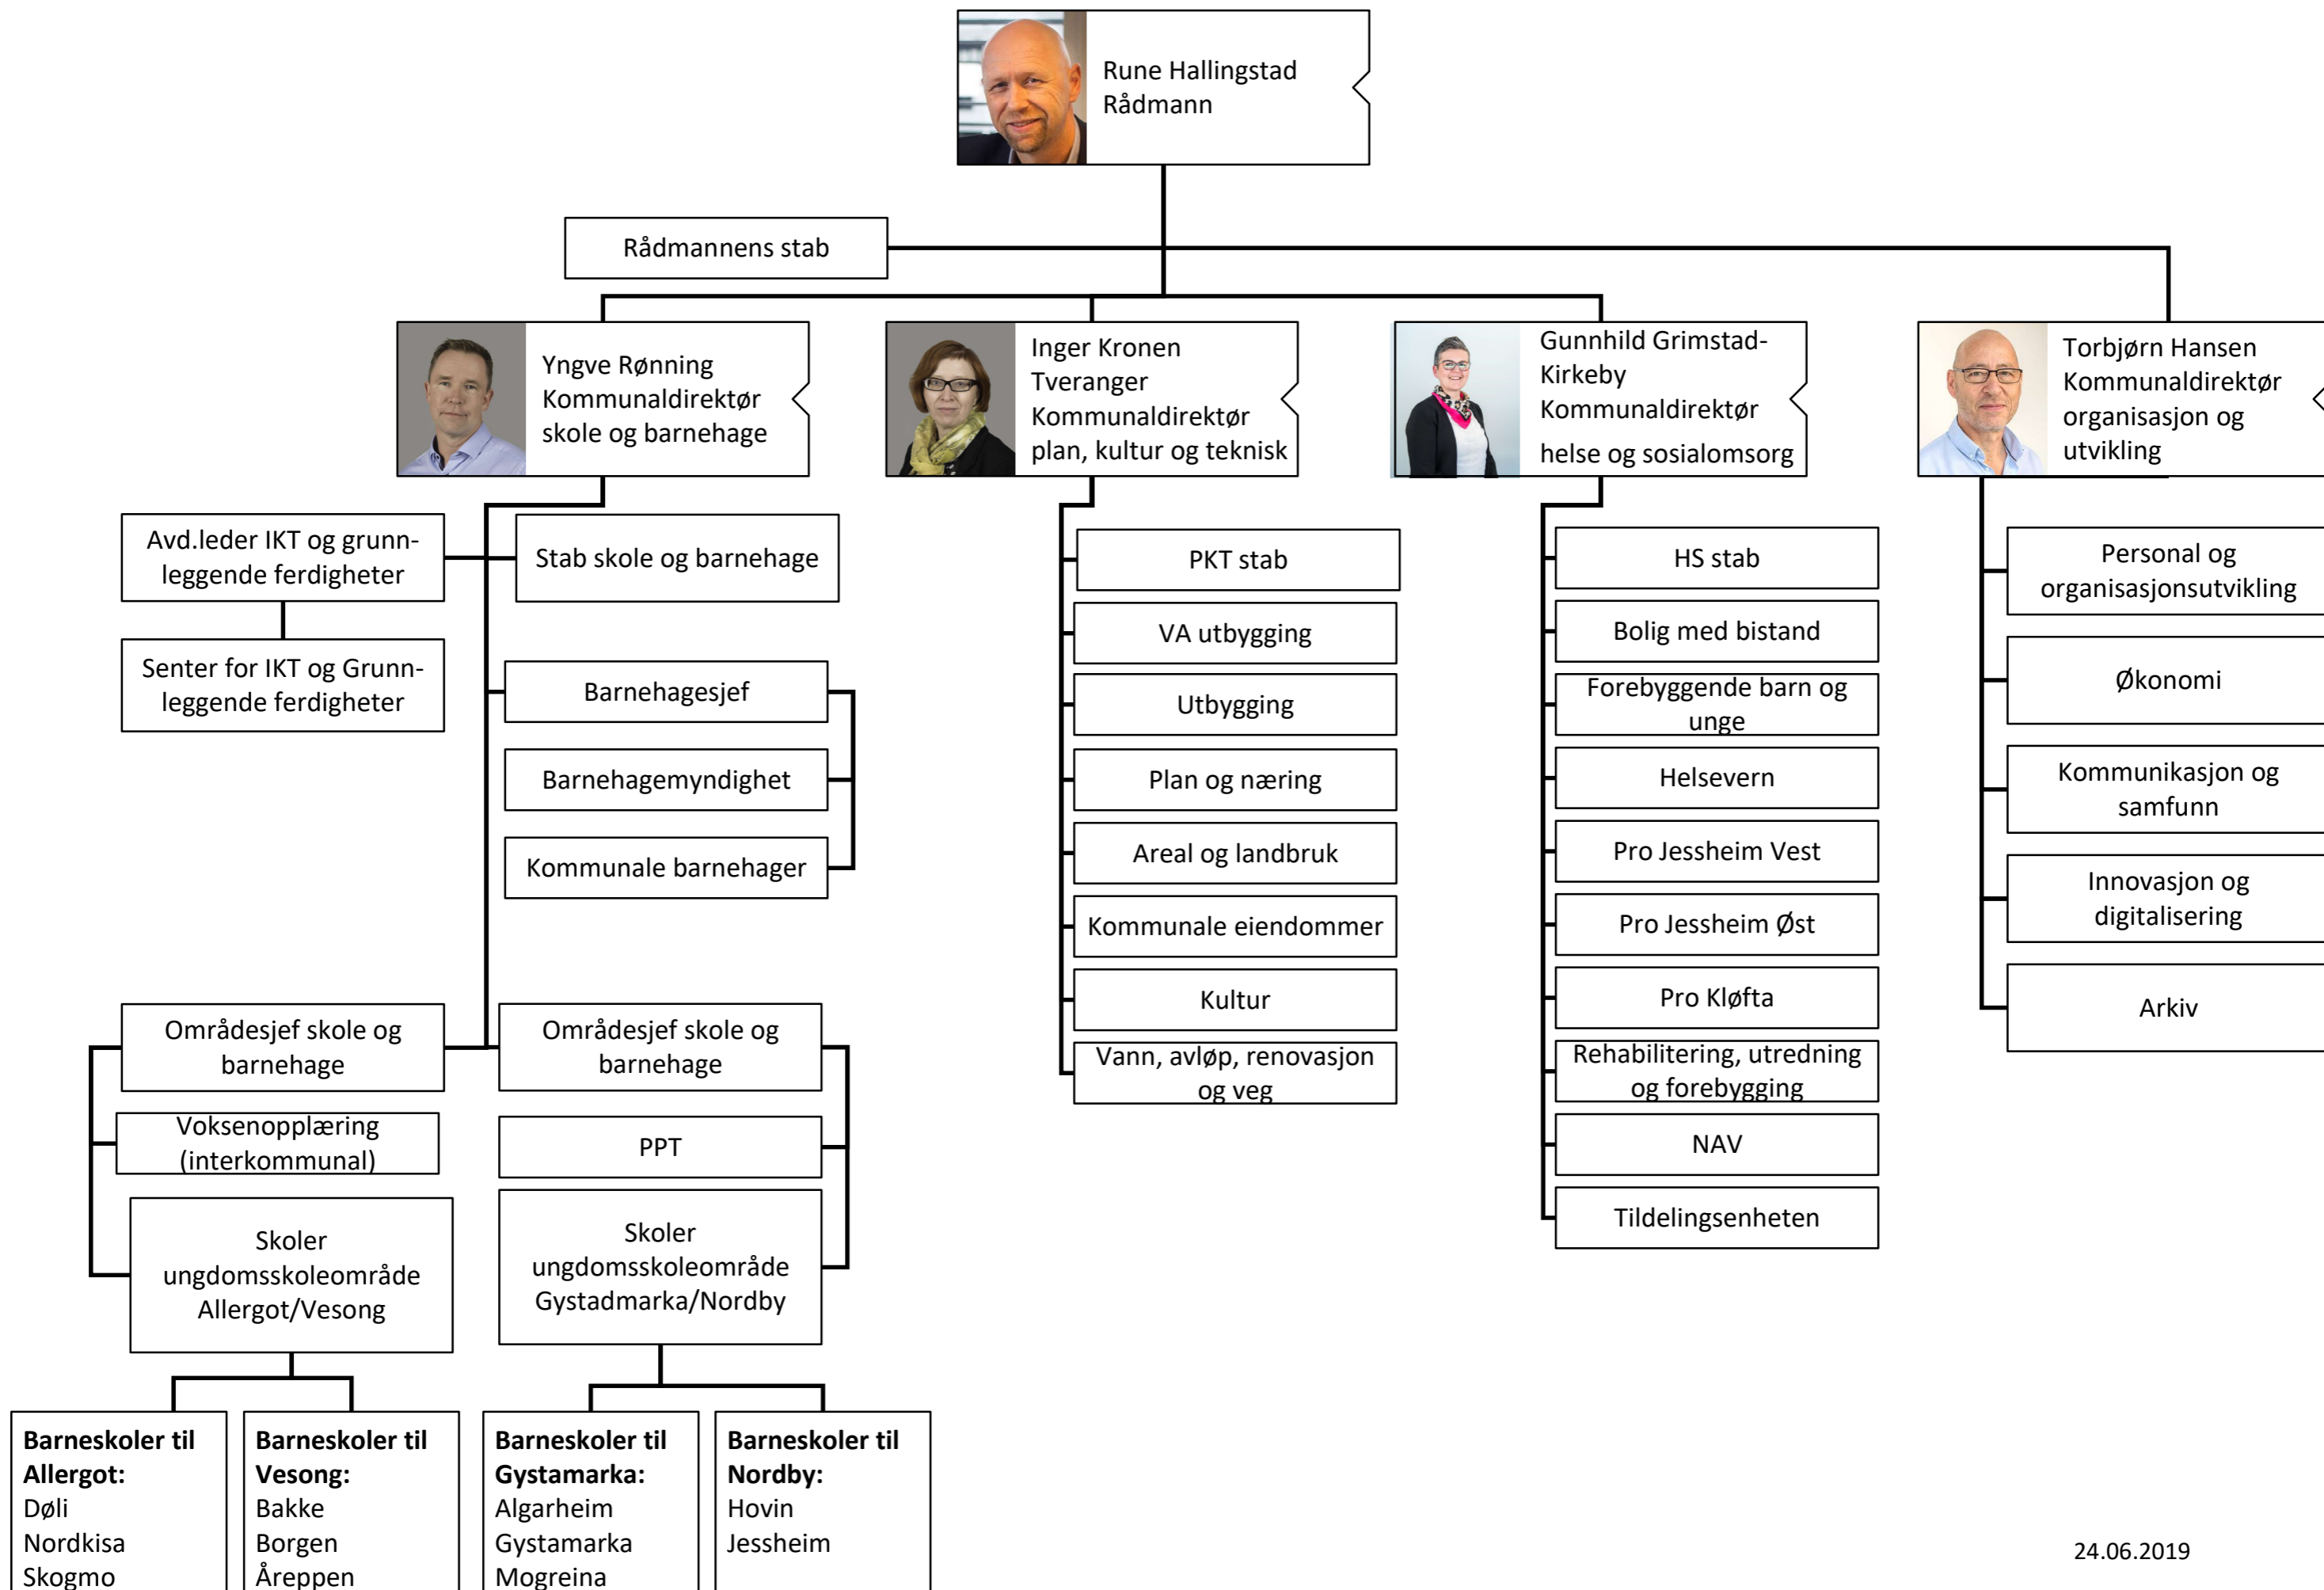 Rune Hallingstad
Rådmann
Rådmannens stab
Yngve Rønning
Kommunaldirektør
skole og barnehage
Inger Kronen
Tveranger
Kommunaldirektør
plan, kultur og teknisk
Gunnhild Grimstad-
Kirkeby
Kommunaldirektør
helse og sosialomsorg
Torbjørn Hansen
Kommunaldirektør
organisasjon og
utvikling
Avd.leder IKT og grunn-
leggende ferdigheter
Senter for IKT og Grunn-
leggende ferdigheter
Stab skole og barnehage
Barnehagesjef
Barnehagemyndighet
Kommunale barnehager
Områdesjef skole og
barnehage
Voksenopplæring
(interkommunal)
Skoler
ungdomsskoleområde
Allergot/Vesong
Områdesjef skole og
barnehage
PPT
Skoler
ungdomsskoleområde
Gystadmarka/Nordby
Barneskoler til
Allergot:
Døli
Nordkisa
Skogmo
Barneskoler til
Vesong:
Bakke
Borgen
Åreppen
Barneskoler til
Gystamarka:
Algarheim
Gystamarka
Mogreina
Barneskoler til
Nordby:
Hovin
Jessheim
PKT stab
VA utbygging
Utbygging
Plan og næring
Areal og landbruk
Kommunale eiendommer
Kultur
Vann, avløp, renovasjon
og veg
HS stab
Bolig med bistand
Forebyggende barn og
unge
Helsevern
Pro Jessheim Vest
Pro Jessheim Øst
Pro Kløfta
Rehabilitering, utredning
og forebygging
NAV
Tildelingsenheten
Personal og
organisasjonsutvikling
Økonomi
Kommunikasjon og
samfunn
Innovasjon og
digitalisering
Arkiv
24.06.2019